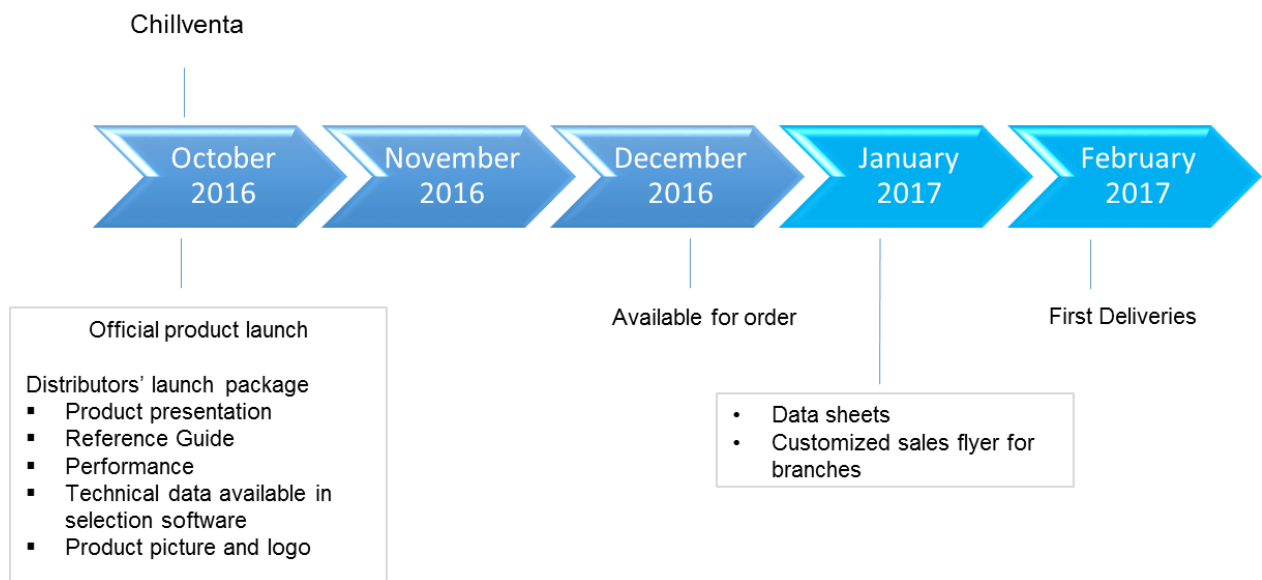 Chillventa
October
2016
November
2016
December
2016
January
2017
February
2017
Official product launch
Distributors’ launch package
▪ Product presentation
▪ Reference Guide
▪ Performance
▪ Technical data available in
selection software
▪ Product picture and logo
Available for order
• Data sheets
• Customized sales flyer for
branches
First Deliveries